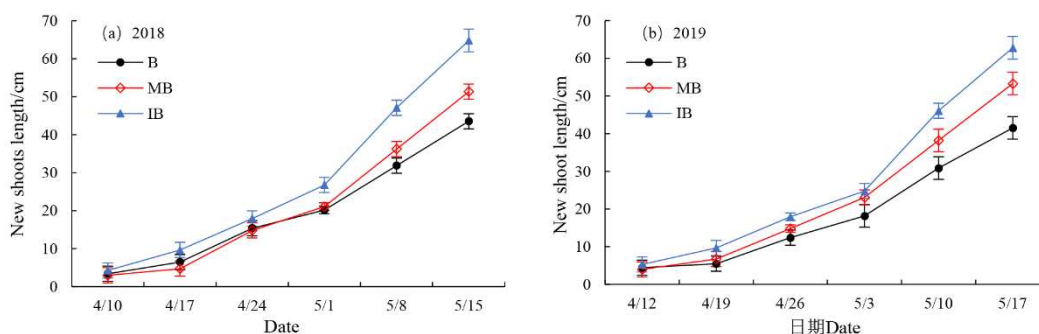 (a) 2018
B
MB
IB
New shoots length/cm
70
60
50
40
30
20
10
0
4/10 4/17 4/24 5/1 5/8 5/15
Date
(b) 2019
B
MB
IB
New shoot length/cm
70
60
50
40
30
20
10
0
4/12 4/19 4/26 5/3 5/10 5/17
日期Date